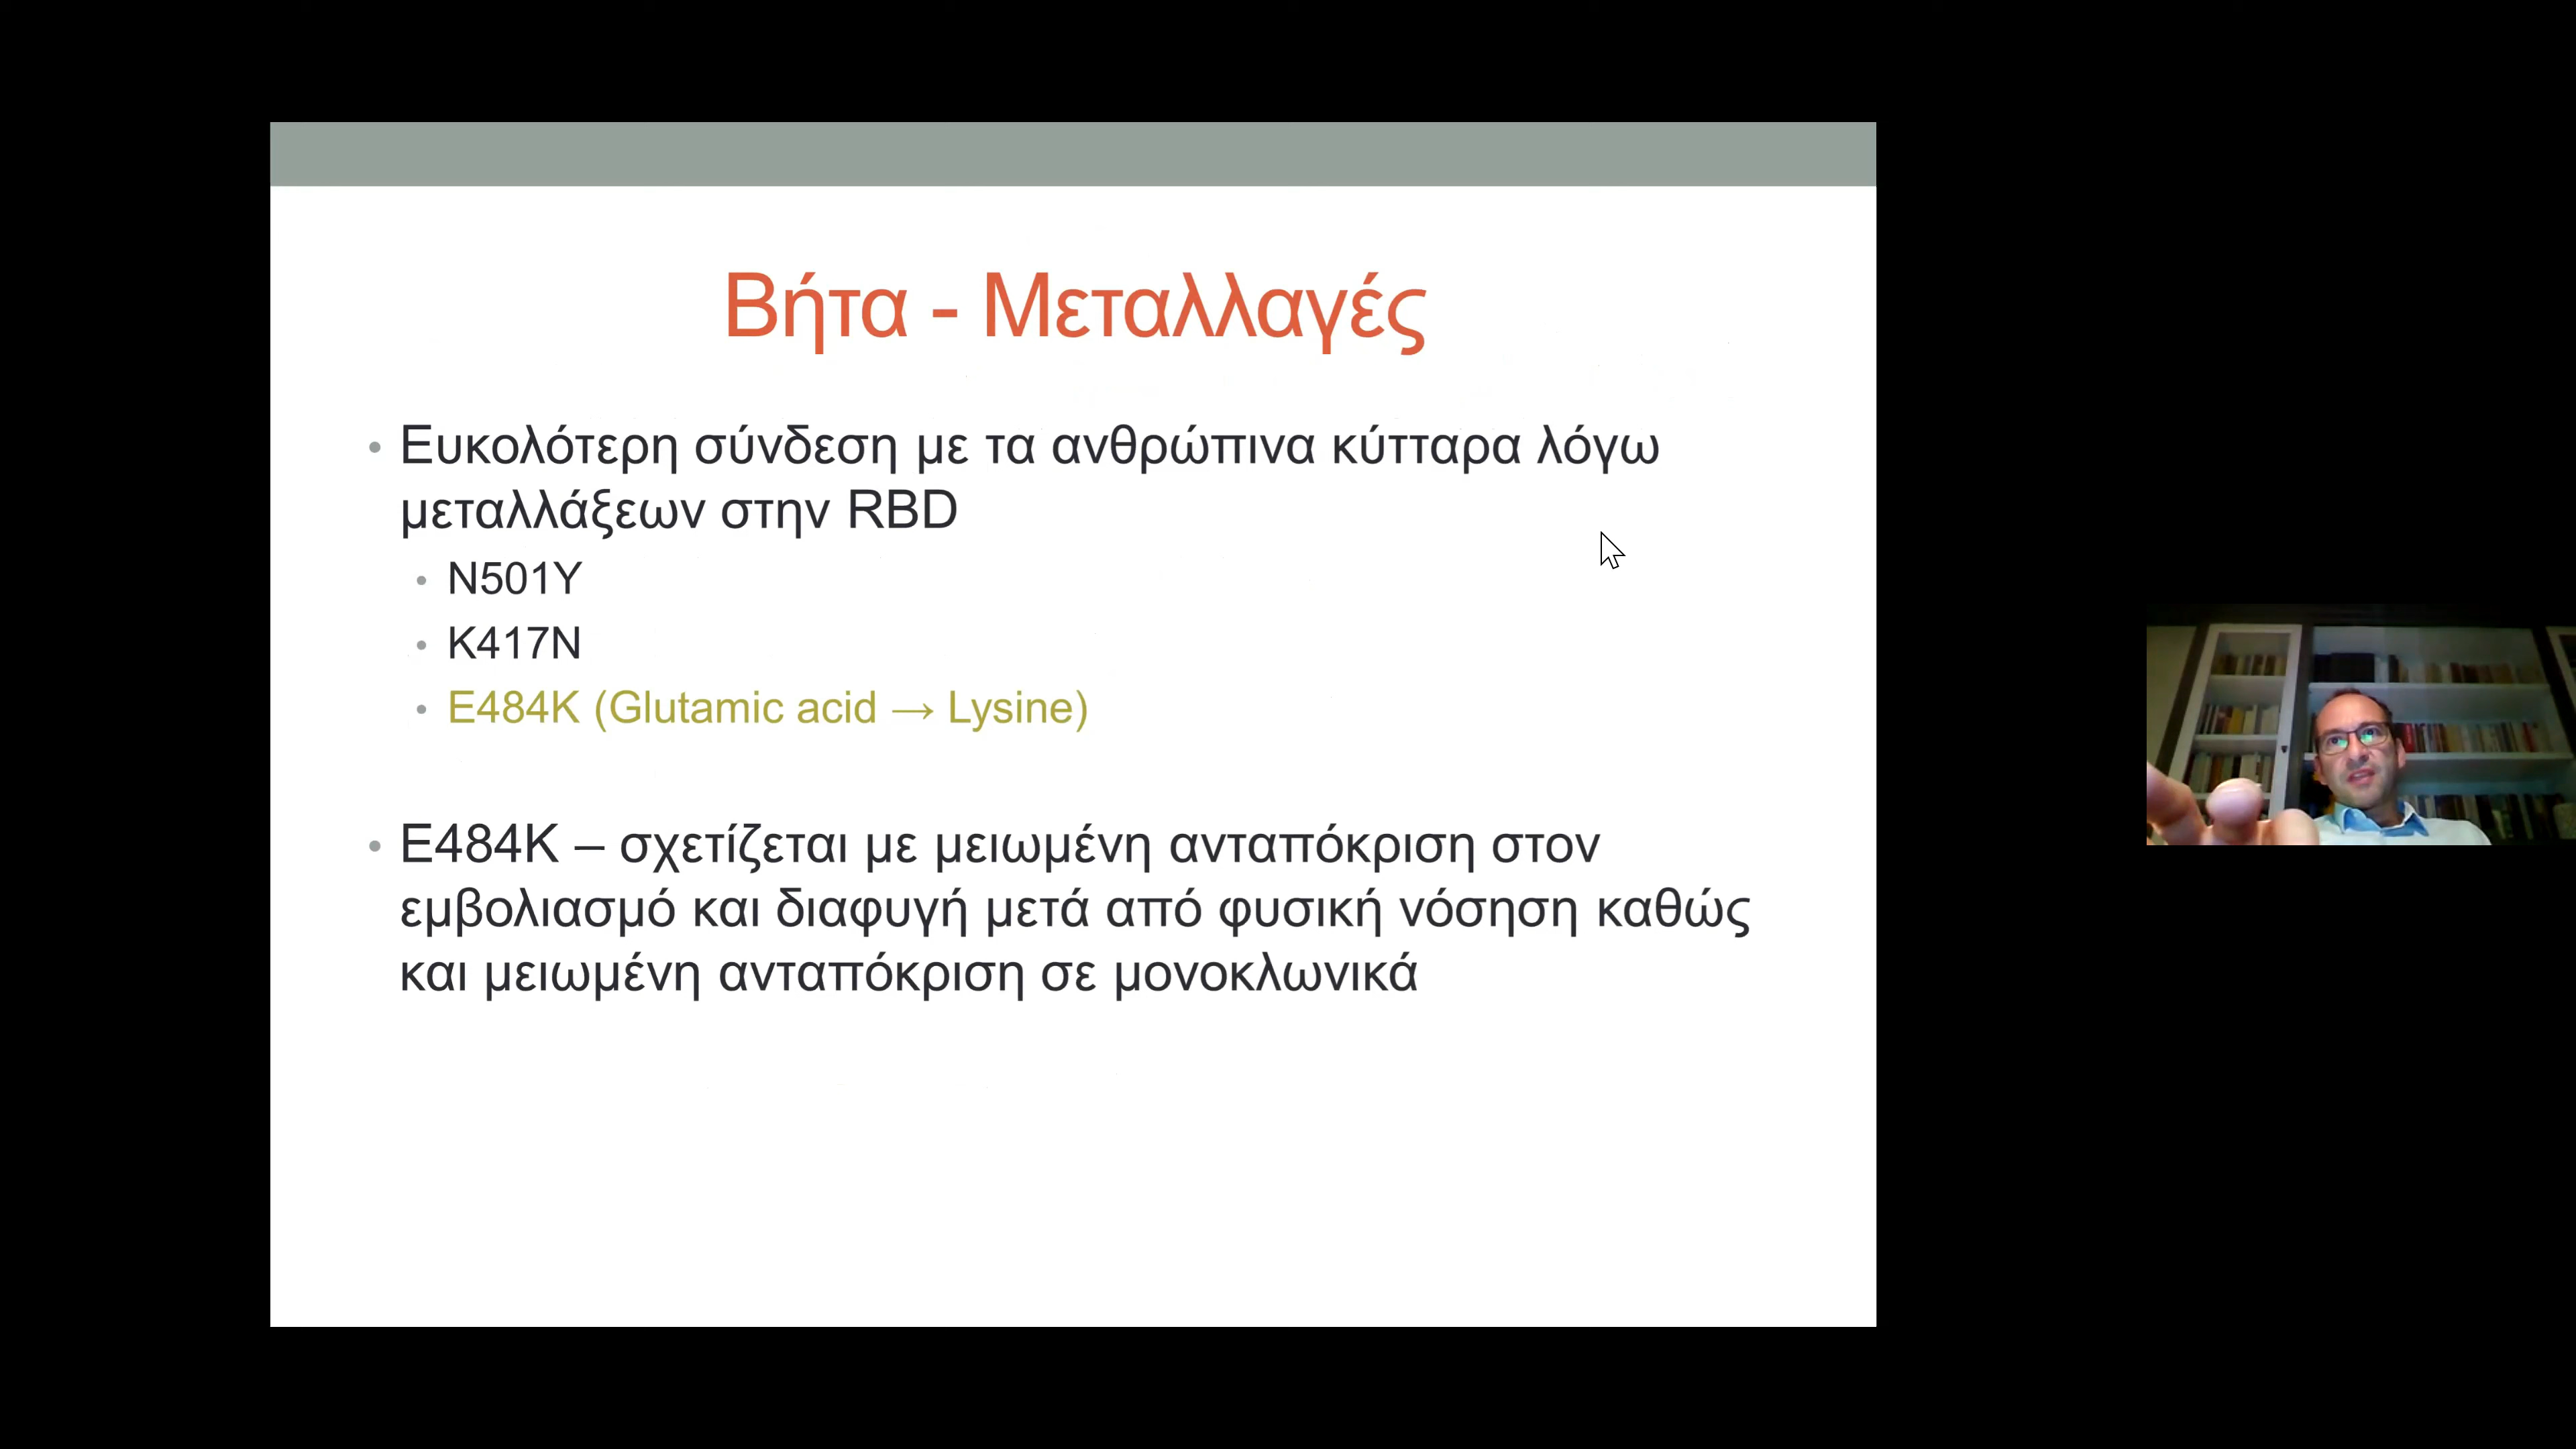 Βήτα - Μεταλλαγές
• Ευκολότερη σύνδεση με τα ανθρώπινα κύτταρα λόγω
μεταλλάξεων στην RBD
• N501Y
• K417N
• E484K (Glutamic acid → Lysine)
• E484K – σχετίζεται με μειωμένη ανταπόκριση στον
εμβολιασμό και διαφυγή μετά από φυσική νόσηση καθώς
και μειωμένη ανταπόκριση σε μονοκλωνικά